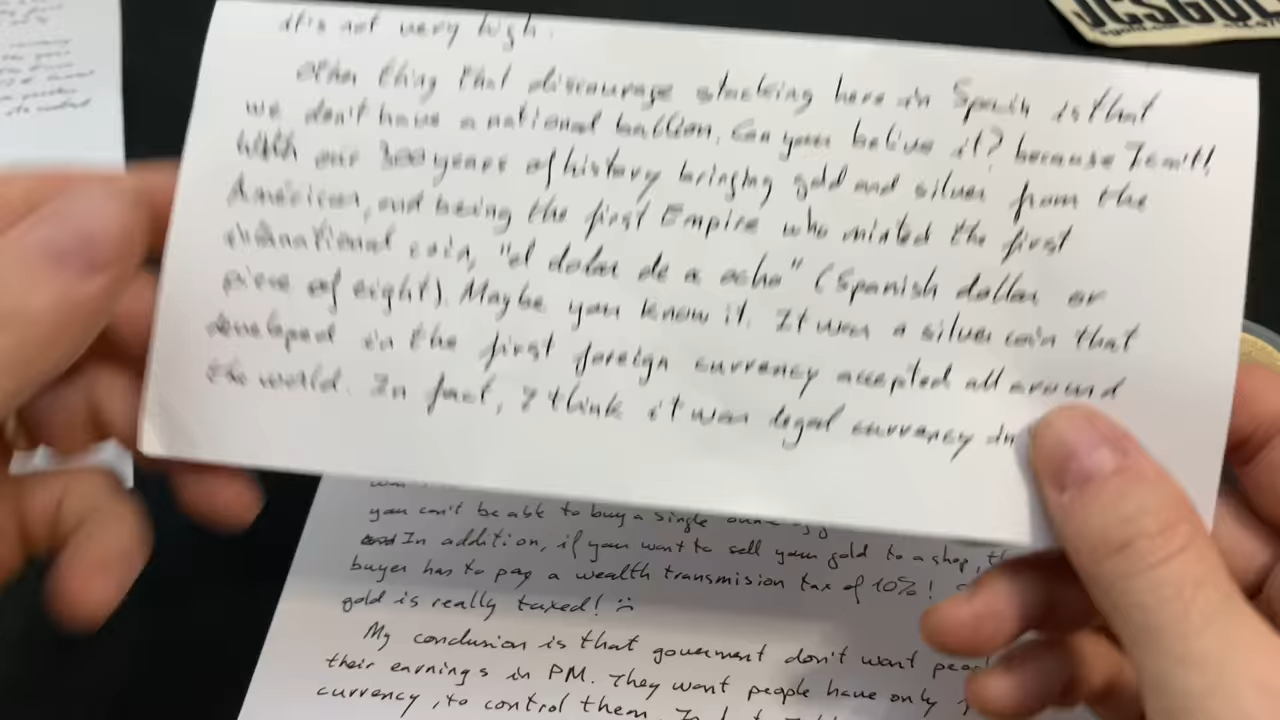 it's not very high.
Other thing that discourage stacking here in Spain is that
we don't have a national bullion. Can you belive it? because I can't!
With our 300 years of history bringing gold and silver from the
Americas, and being the first Empire who minted the first
coin, "el dolar de a ocho" (Spanish dollar or
piece of eight). Maybe you know it. It was a silver coin that
developed in the first foreign currency accepted all around
the world. In fact, I think it was legal currency in
you can't be able to buy a single
In addition, if you want to sell your gold to a shop,
buyer has to pay a wealth transmision tax of 10%!
gold is really taxed! :(
My conclusion is that government don't want
their earnings in PM. They want people have only
currency, to control them.
JCSGOLD